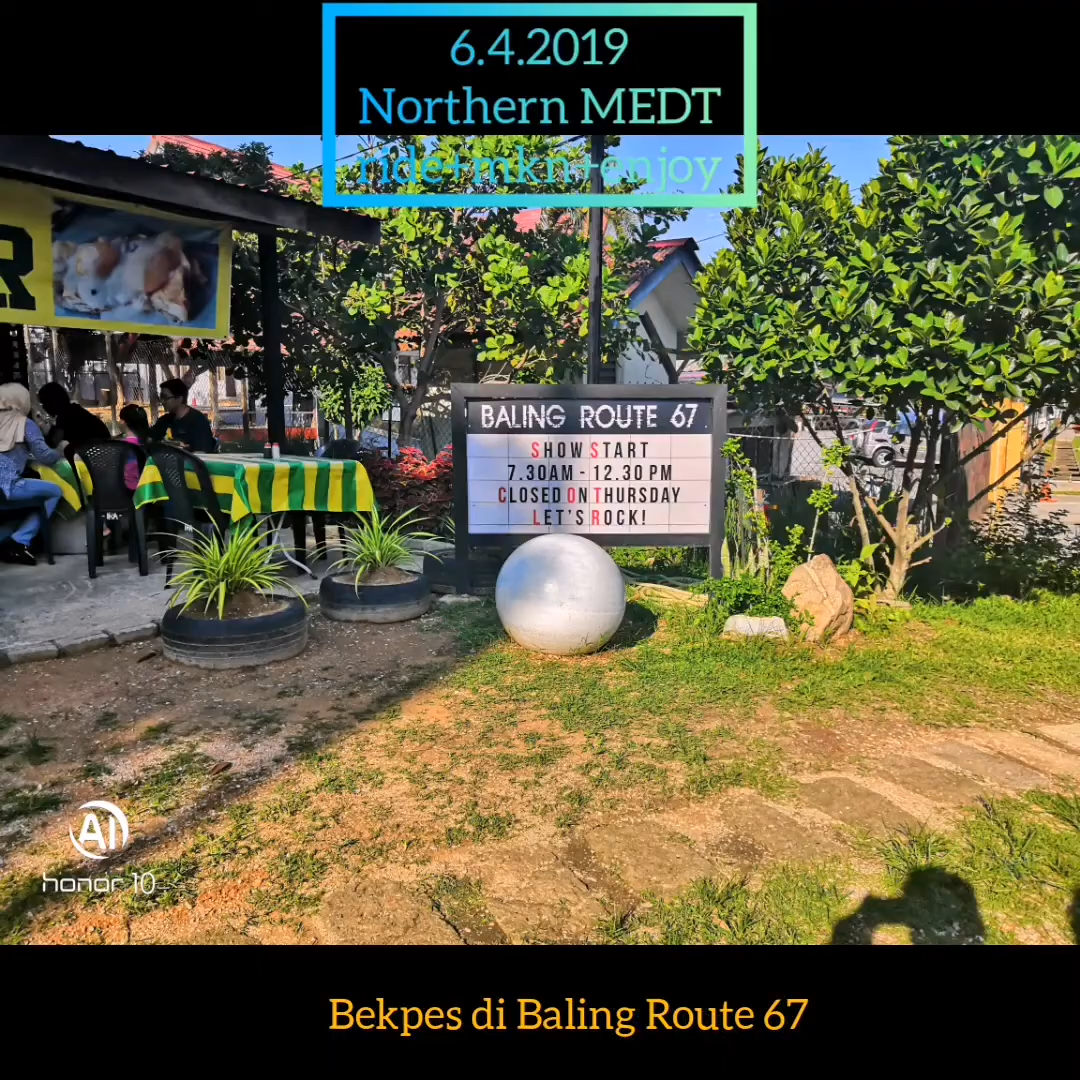 6.4.2019
Northern MEDT
ride+mkn+enjoy
R
BALING ROUTE 67
SHOW START
7.30AM - 12.30 PM
CLOSED ON THURSDAY
LET'S ROCK!
AI
honor 10
Bekpes di Baling Route 67